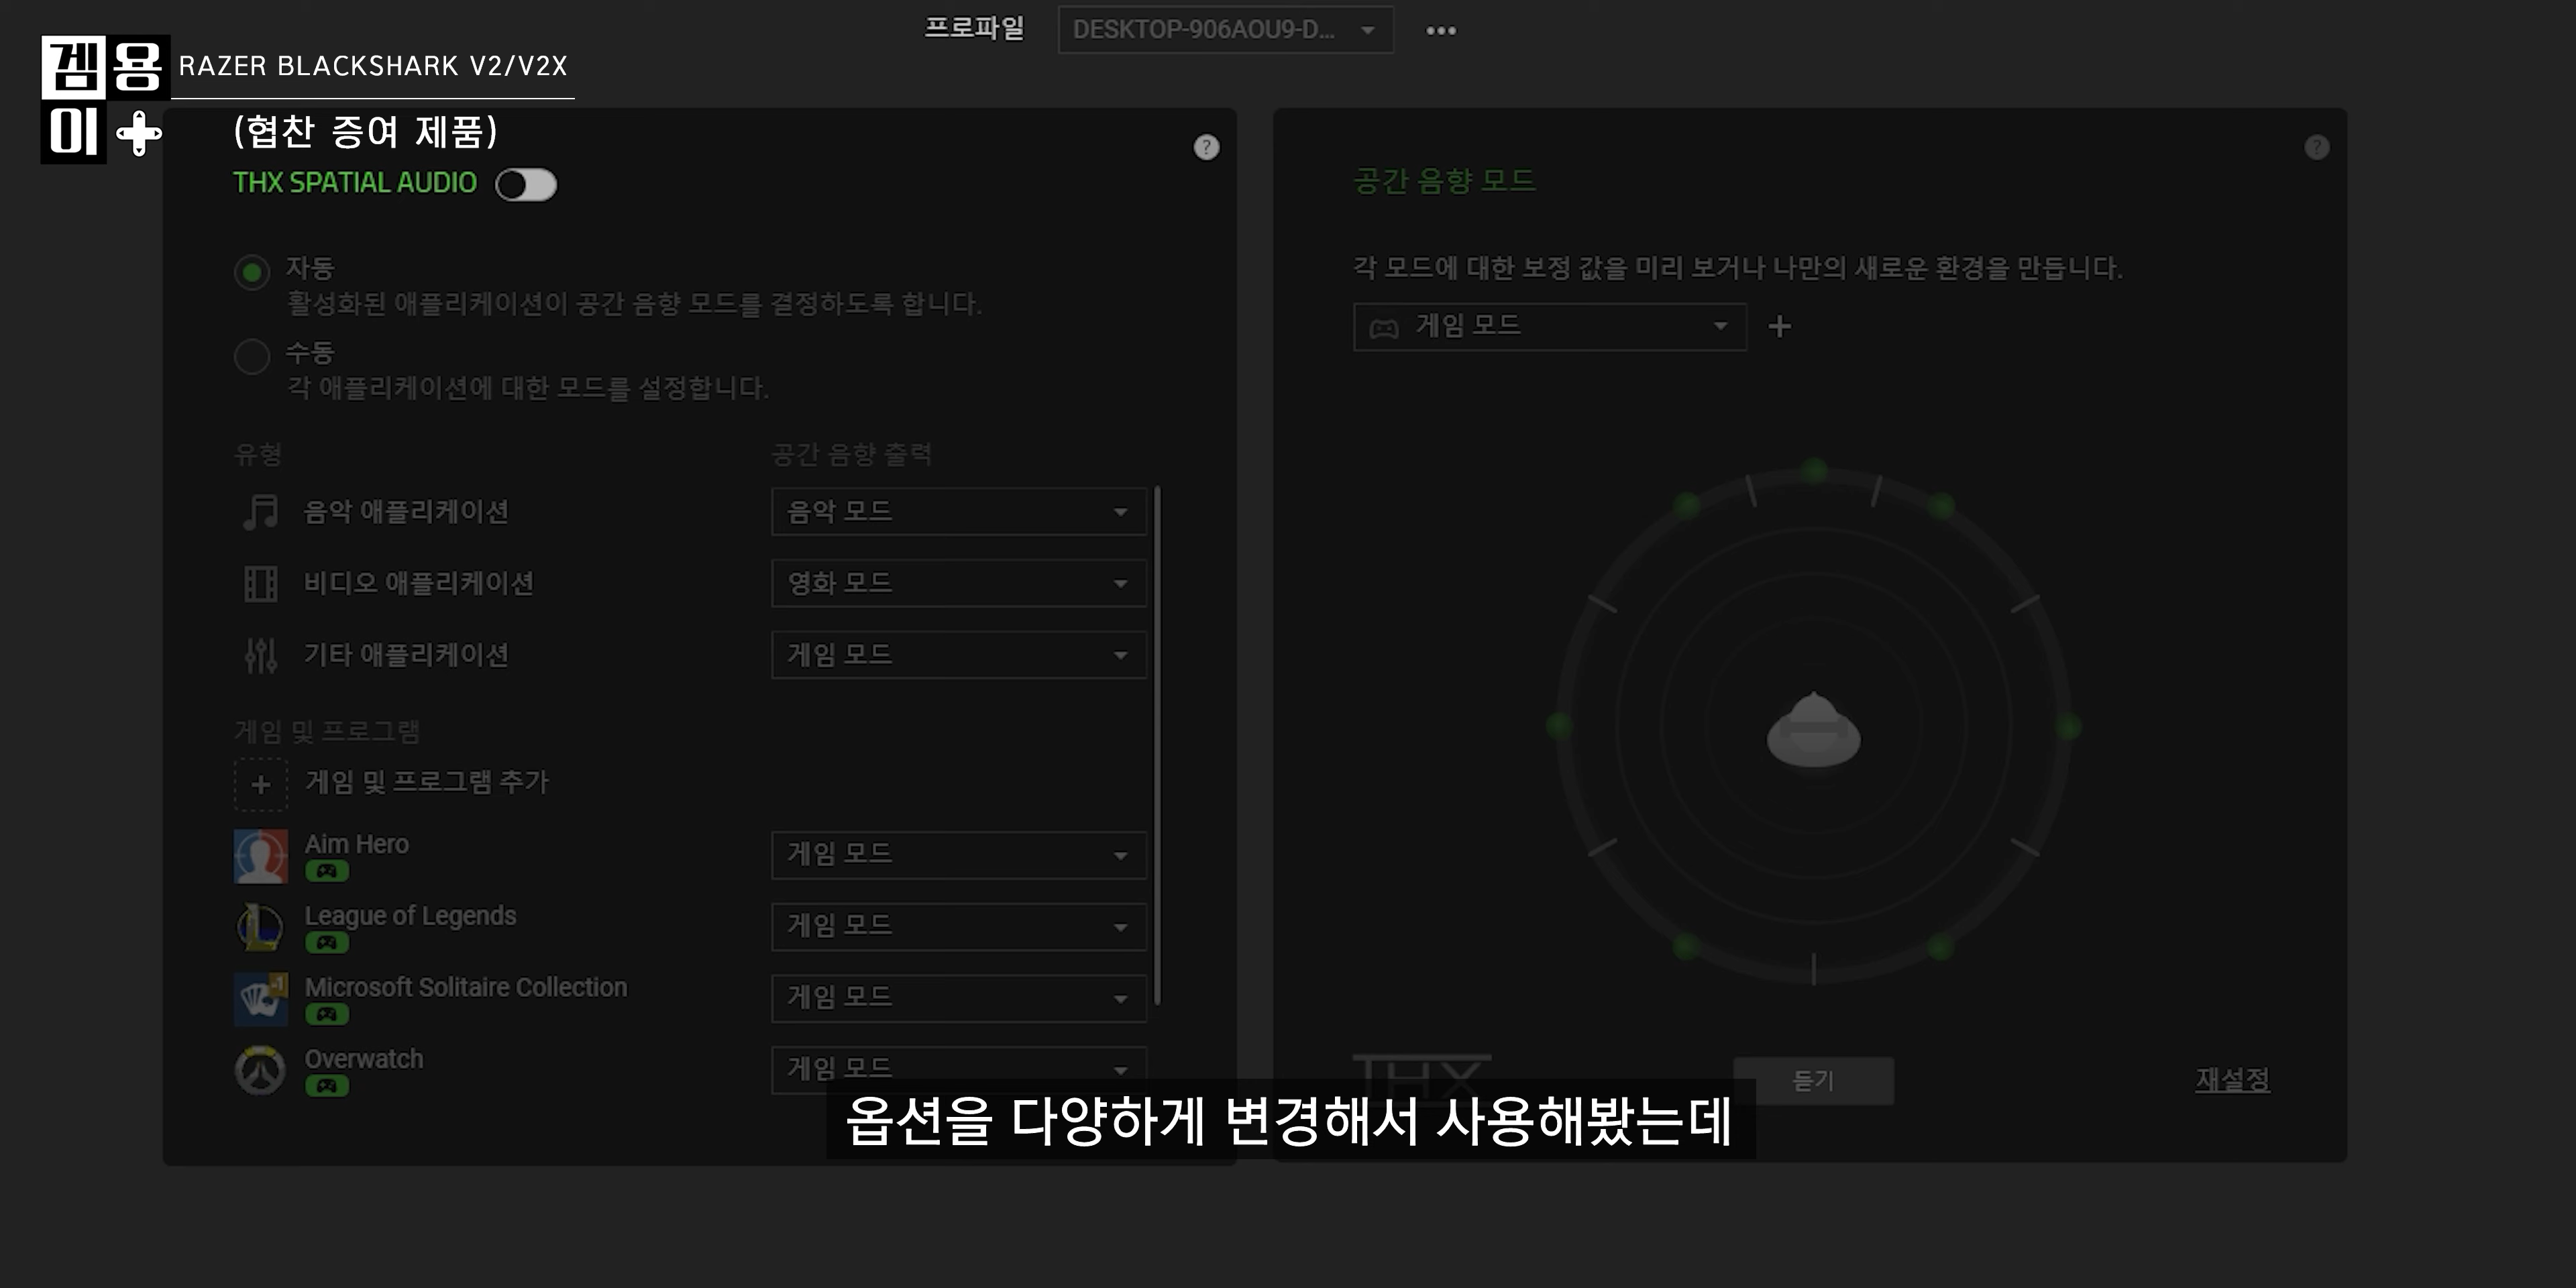 프로파일 DESKTOP-906AOU9-D... •••
겜용이
RAZER BLACKSHARK V2/V2X
(협찬 증여 제품)
?
THX SPATIAL AUDIO
자동
활성화된 애플리케이션이 공간 음향 모드를 결정하도록 합니다.
수동
각 애플리케이션에 대한 모드를 설정합니다.
유형 공간 음향 출력
음악 애플리케이션 음악 모드
비디오 애플리케이션 영화 모드
기타 애플리케이션 게임 모드
게임 및 프로그램
+ 게임 및 프로그램 추가
Aim Hero 게임 모드
League of Legends 게임 모드
Microsoft Solitaire Collection 게임 모드
Overwatch 게임 모드
?
공간 음향 모드
각 모드에 대한 보정 값을 미리 보거나 나만의 새로운 환경을 만듭니다.
게임 모드 +
THX 듣기 재설정
옵션을 다양하게 변경해서 사용해봤는데